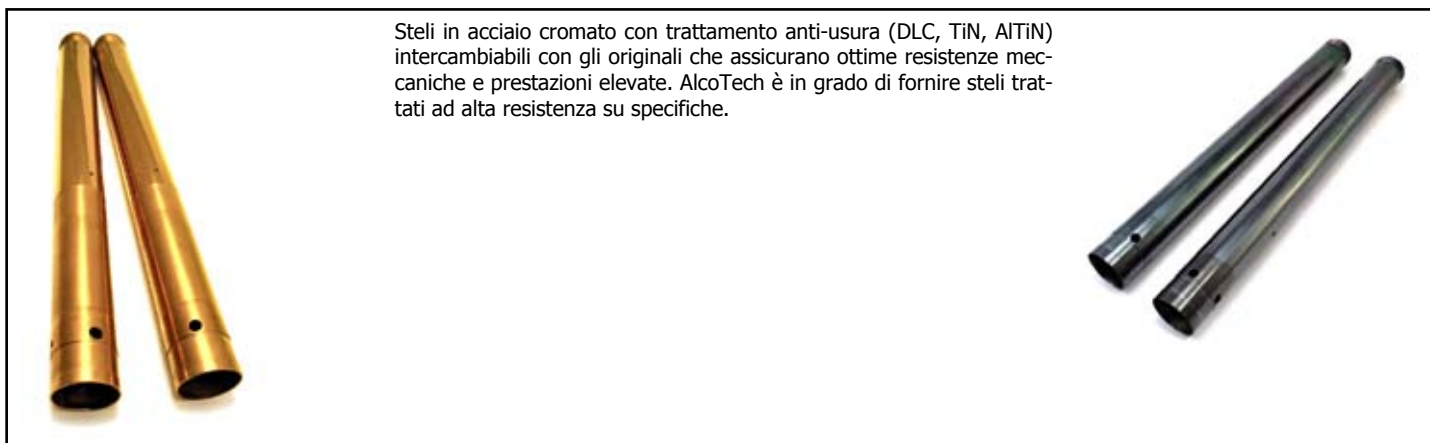 Steli in acciaio cromato con trattamento anti-usura (DLC, TiN, AlTiN)
intercambiabili con gli originali che assicurano ottime resistenze mec-
caniche e prestazioni elevate. AlcoTech è in grado di fornire steli trat-
tati ad alta resistenza su specifiche.